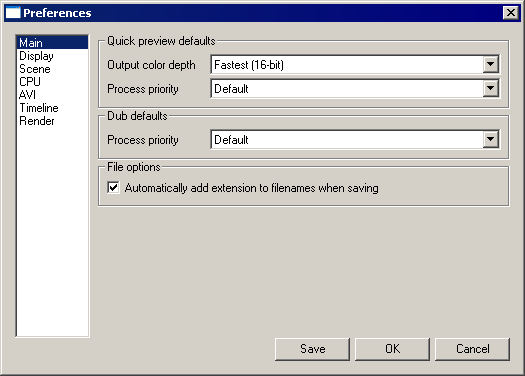 Preferences
Main
Display
Scene
CPU
AVI
Timeline
Render
Quick preview defaults
Output color depth Fastest (16-bit)
Process priority Default
Dub defaults
Process priority Default
File options
Automatically add extension to filenames when saving
Save OK Cancel